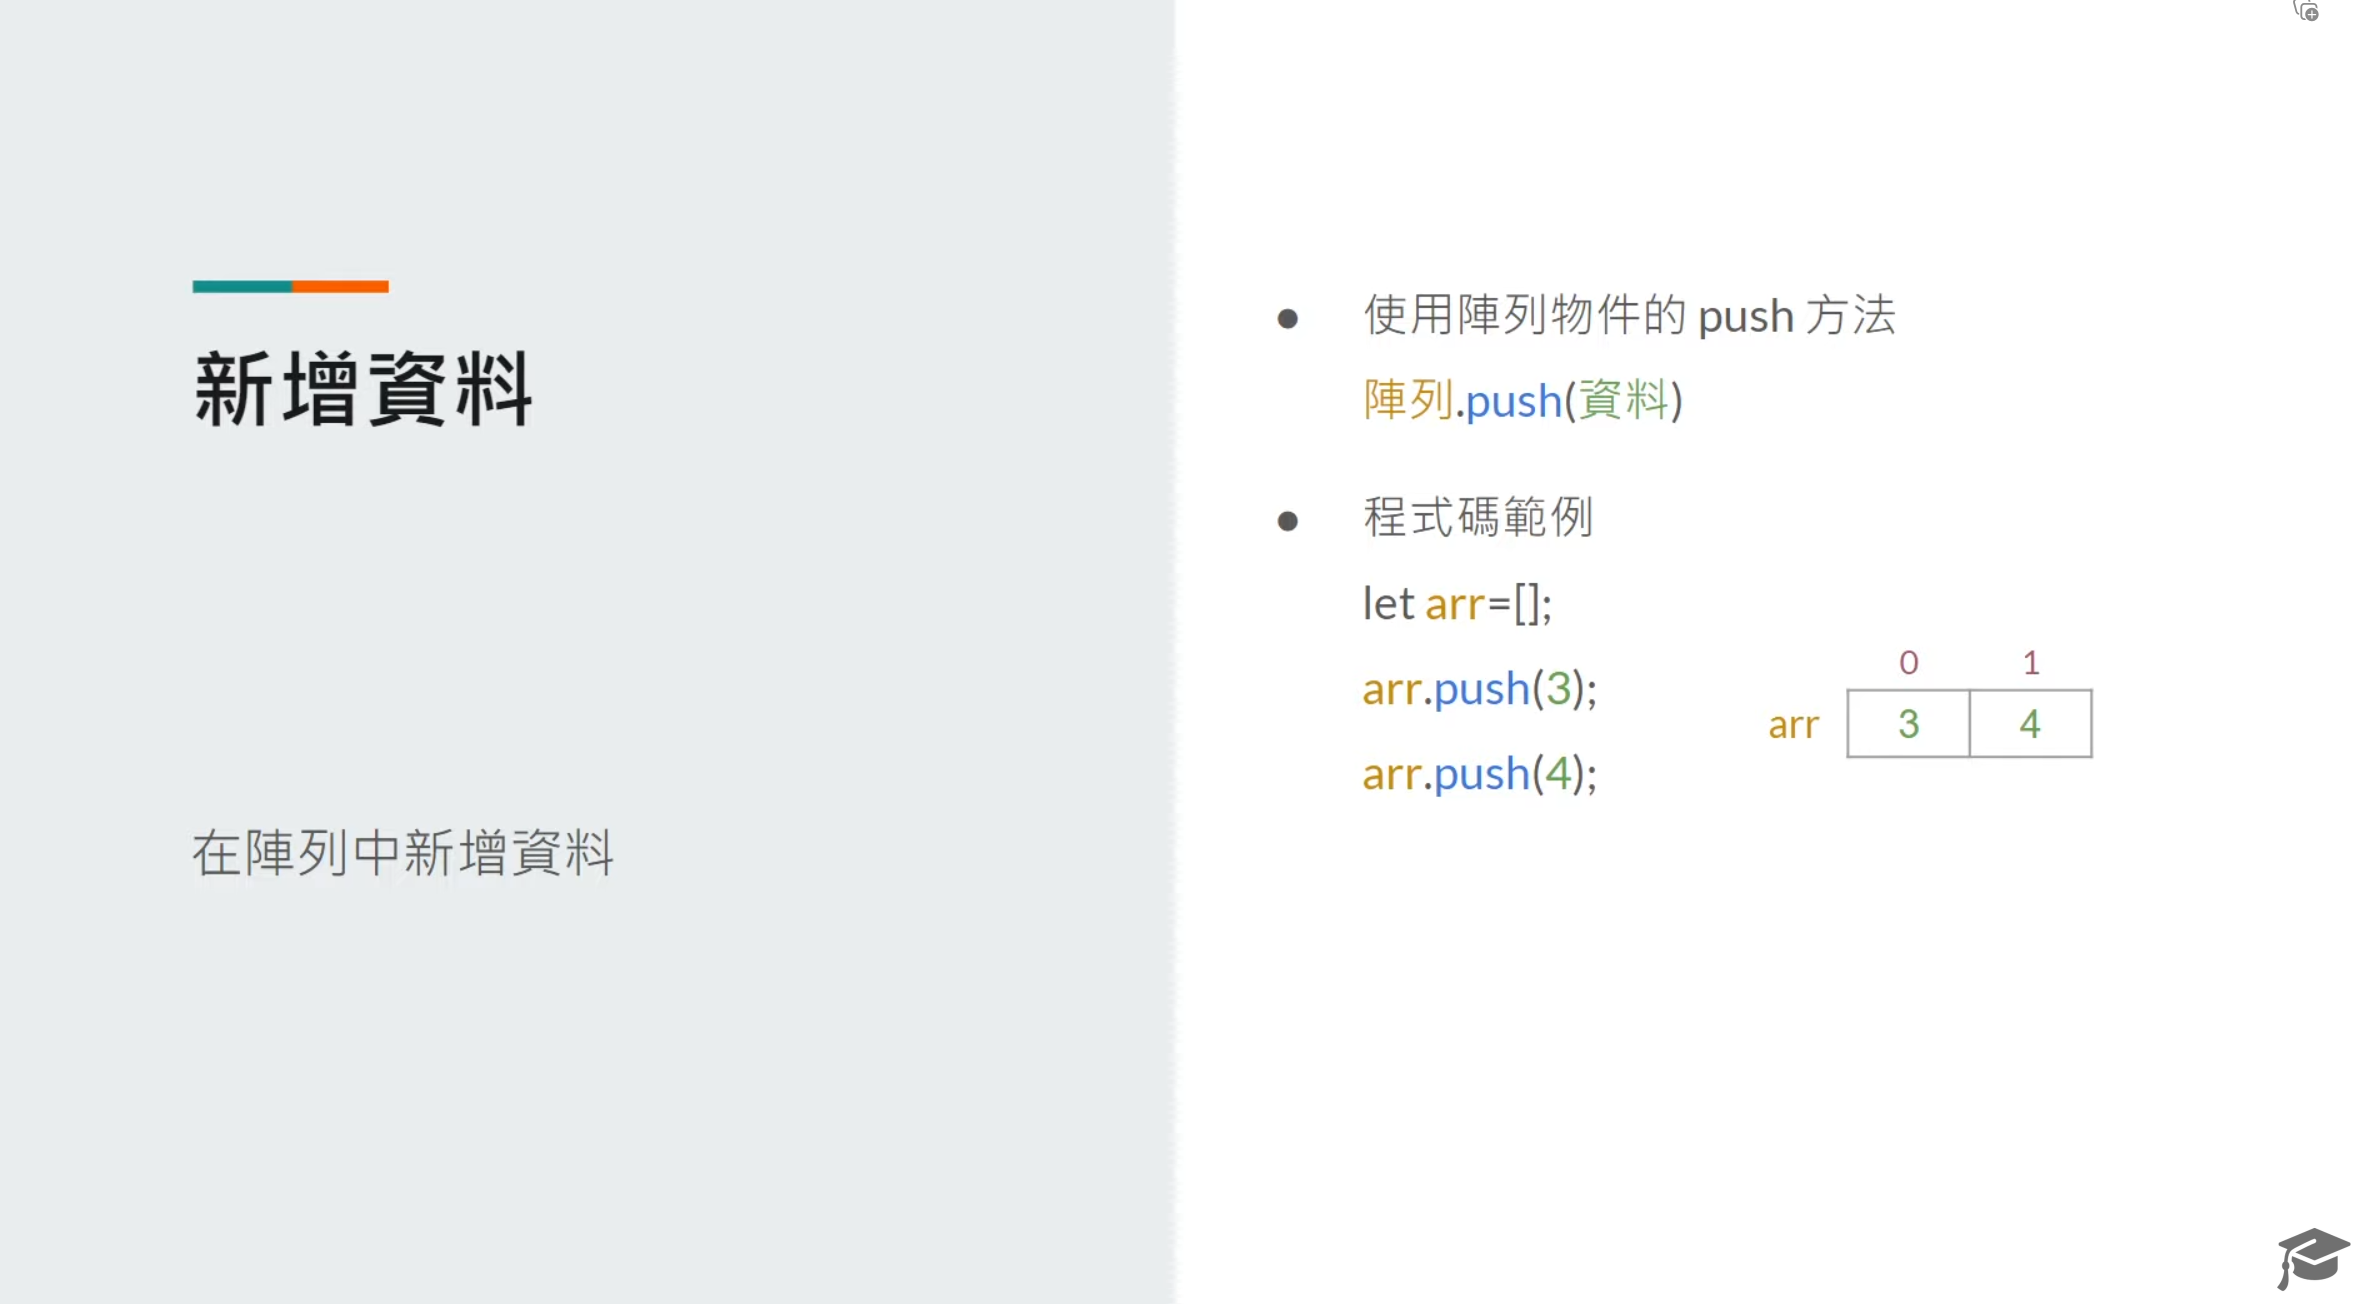 新增資料
在陣列中新增資料
● 使用陣列物件的 push 方法
陣列.push(資料)
● 程式碼範例
let arr=[];
arr.push(3);
arr.push(4);
0 1
arr 3 4